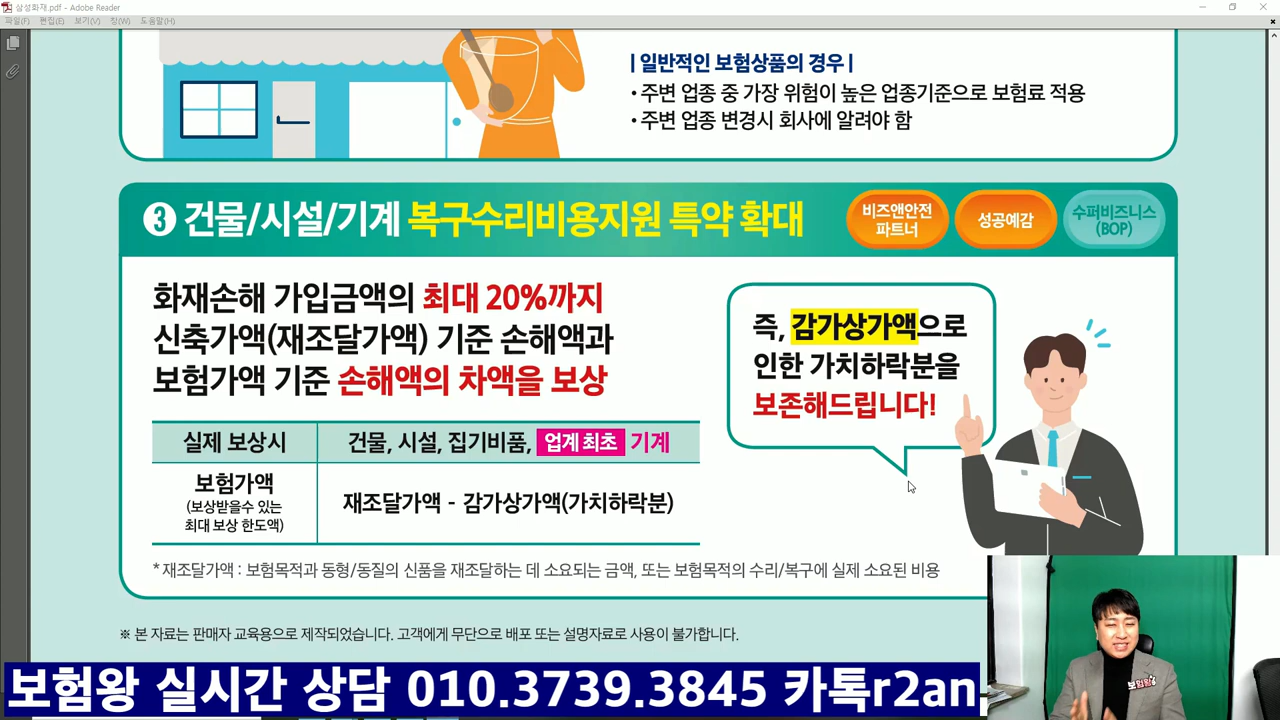 삼성화재.pdf - Adobe Reader
파일(F) 편집(E) 보기(V) 창(W) 도움말(H)
| 일반적인 보험상품의 경우 |
• 주변 업종 중 가장 위험이 높은 업종기준으로 보험료 적용
• 주변 업종 변경시 회사에 알려야 함
3 건물/시설/기계 복구수리비용지원 특약 확대
비즈앤안전
파트너
성공예감
수퍼비즈니스
(BOP)
화재손해 가입금액의 최대 20%까지
신축가액(재조달가액) 기준 손해액과
보험가액 기준 손해액의 차액을 보상
즉, 감가상가액으로
인한 가치하락분을
보존해드립니다!
실제 보상시
건물, 시설, 집기비품, 업계 최초 기계
보험가액
(보상받을수 있는
최대 보상 한도액)
재조달가액 - 감가상가액(가치하락분)
* 재조달가액 : 보험목적과 동형/동질의 신품을 재조달하는 데 소요되는 금액, 또는 보험목적의 수리/복구에 실제 소요된 비용
※ 본 자료는 판매자 교육용으로 제작되었습니다. 고객에게 무단으로 배포 또는 설명자료로 사용이 불가합니다.
보험왕 실시간 상담 010.3739.3845 카톡r2an
보험왕